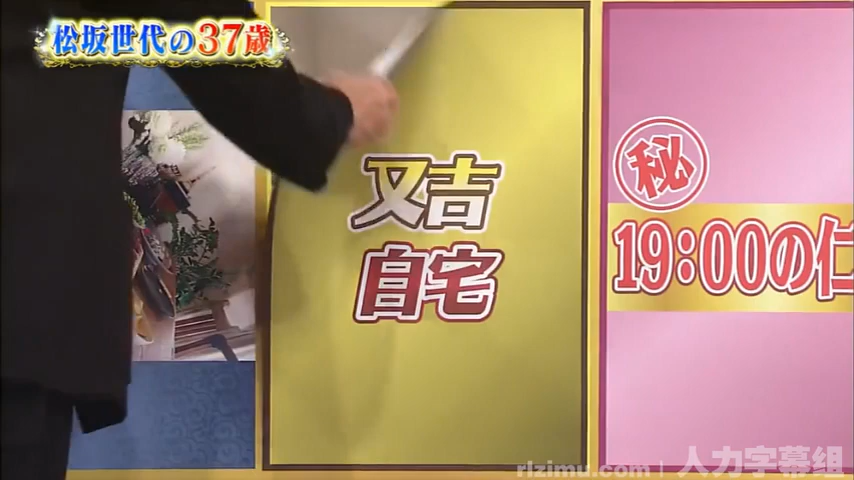 松坂世代の37歳
又吉
自宅
秘
19:00の仁
rizimu.com | 人力字幕组